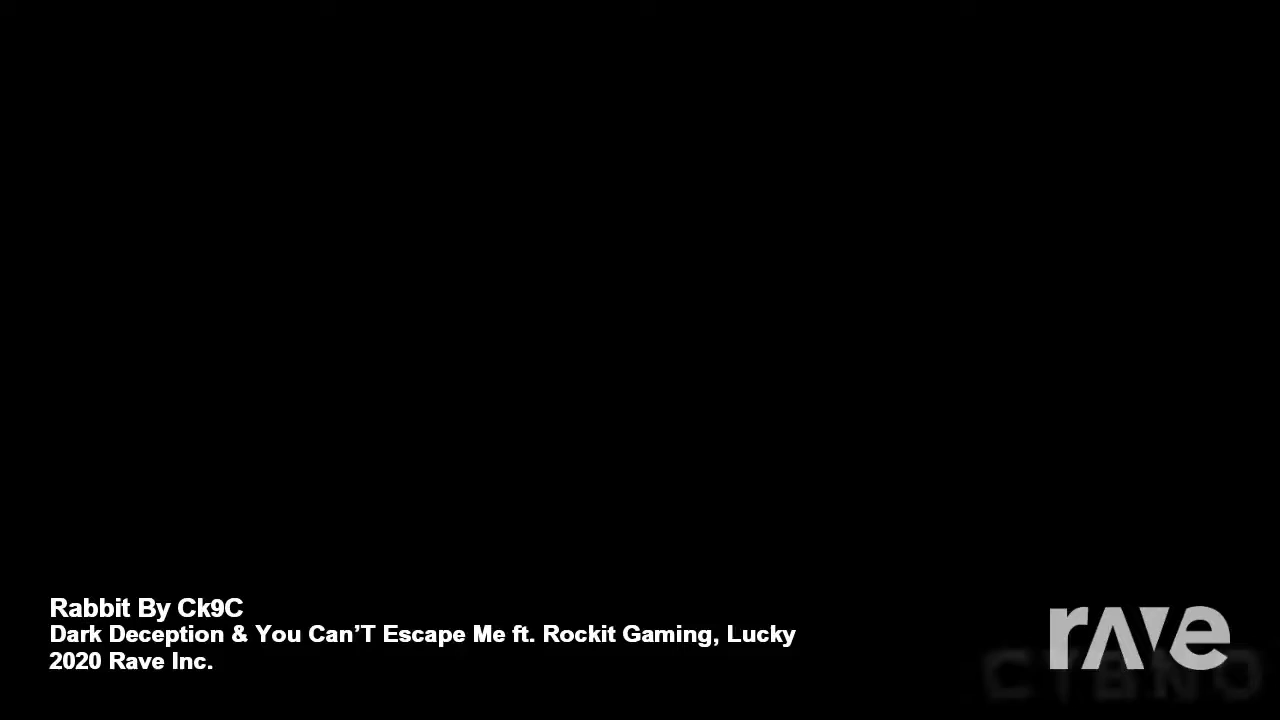 Rabbit By Ck9C
Dark Deception & You Can’T Escape Me ft. Rockit Gaming, Lucky
2020 Rave Inc.
rave